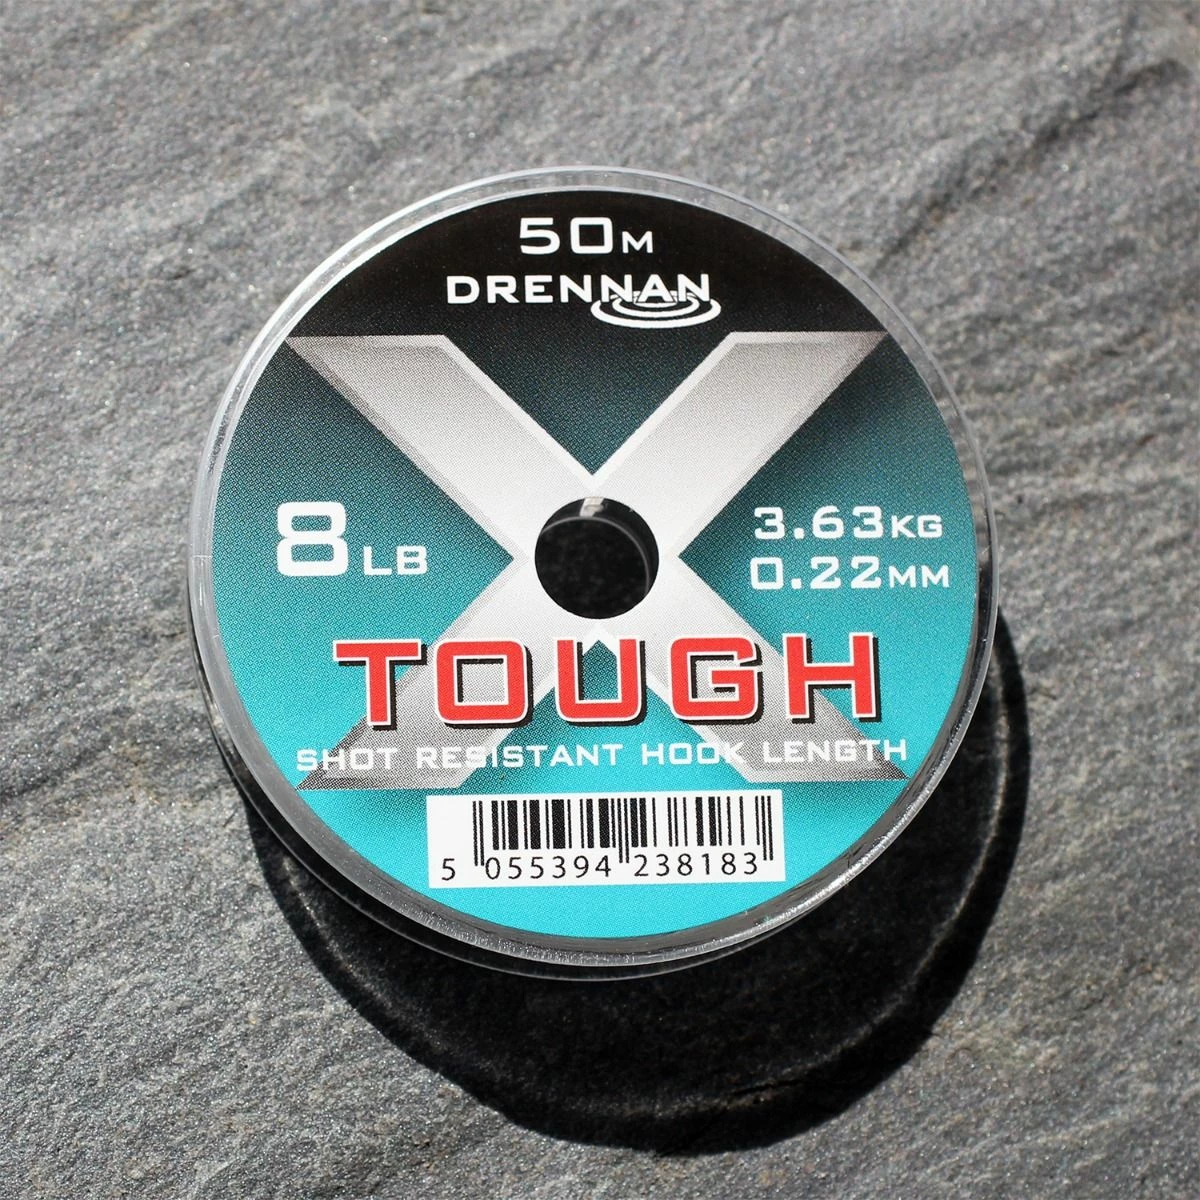 50M
DRENNAN
X
8LB
3.63KG
0.22MM
TOUGH
SHOT RESISTANT HOOK LENGTH
5 055394 238183